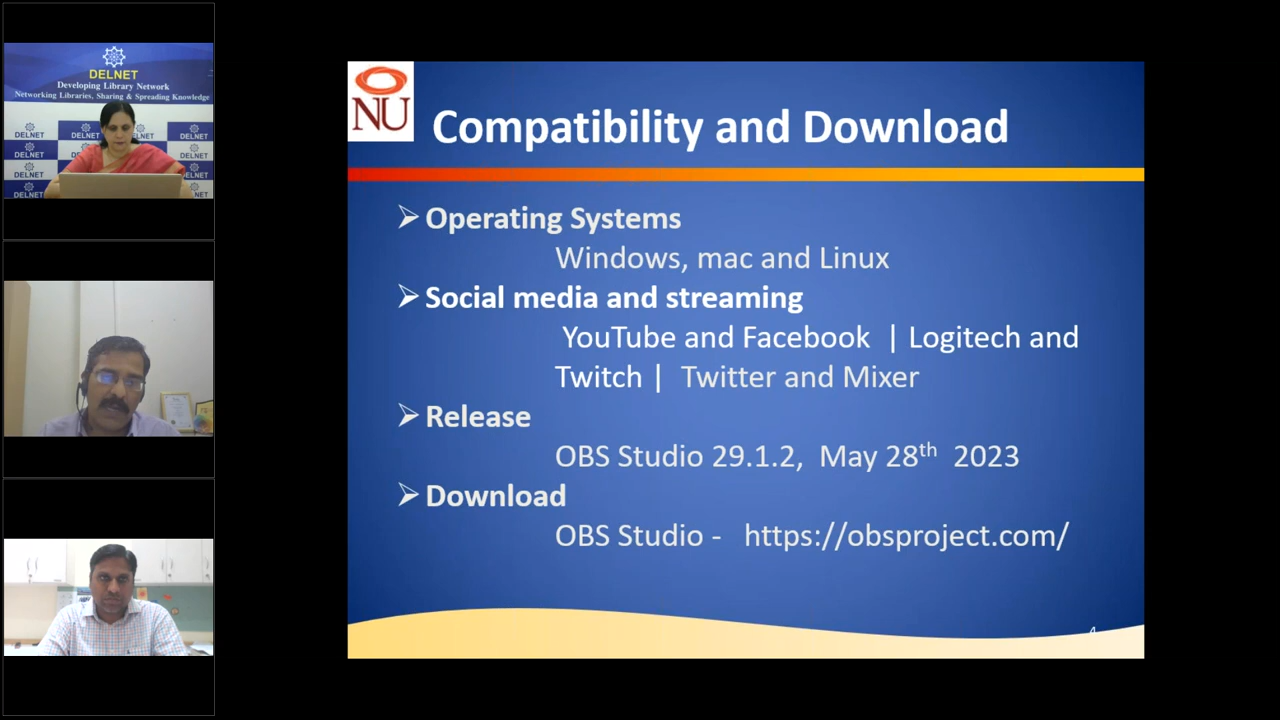 DELNET
Developing Library Network
Networking Libraries, Sharing & Spreading Knowledge
DELNET
DELNET
DELNET
DELNET
DELNET
DELNET
NU
Compatibility and Download
Operating Systems
Windows, mac and Linux
Social media and streaming
YouTube and Facebook | Logitech and
Twitch | Twitter and Mixer
Release
OBS Studio 29.1.2, May 28th 2023
Download
OBS Studio - https://obsproject.com/
4